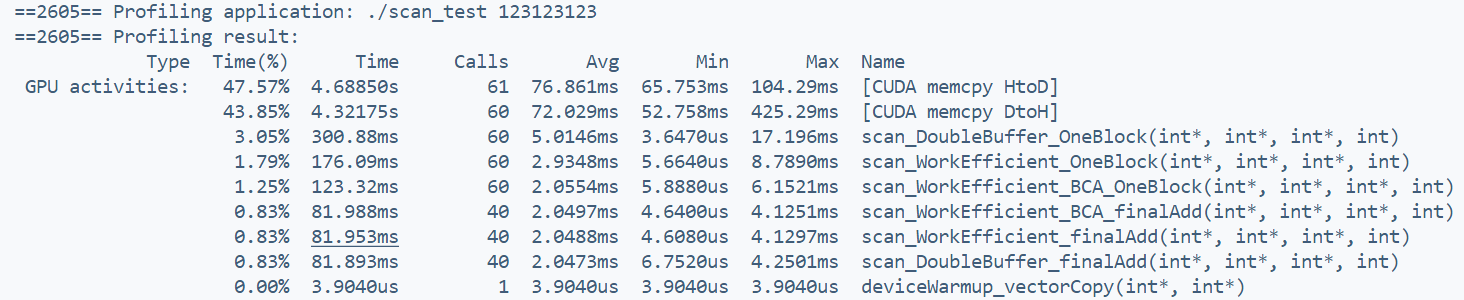 ==2605== Profiling application: ./scan_test 123123123
==2605== Profiling result:
Type Time(%) Time Calls Avg Min Max Name
GPU activities: 47.57% 4.68850s 61 76.861ms 65.753ms 104.29ms [CUDA memcpy HtoD]
43.85% 4.32175s 60 72.029ms 52.758ms 425.29ms [CUDA memcpy DtoH]
3.05% 300.88ms 60 5.0146ms 3.6470us 17.196ms scan_DoubleBuffer_OneBlock(int*, int*, int*, int)
1.79% 176.09ms 60 2.9348ms 5.6640us 8.7890ms scan_WorkEfficient_OneBlock(int*, int*, int*, int)
1.25% 123.32ms 60 2.0554ms 5.8880us 6.1521ms scan_WorkEfficient_BCA_OneBlock(int*, int*, int*, int)
0.83% 81.988ms 40 2.0497ms 4.6400us 4.1251ms scan_WorkEfficient_BCA_finalAdd(int*, int*, int*, int)
0.83% 81.953ms 40 2.0488ms 4.6080us 4.1297ms scan_WorkEfficient_finalAdd(int*, int*, int*, int)
0.83% 81.893ms 40 2.0473ms 6.7520us 4.2501ms scan_DoubleBuffer_finalAdd(int*, int*, int*, int)
0.00% 3.9040us 1 3.9040us 3.9040us 3.9040us deviceWarmup_vectorCopy(int*, int*)